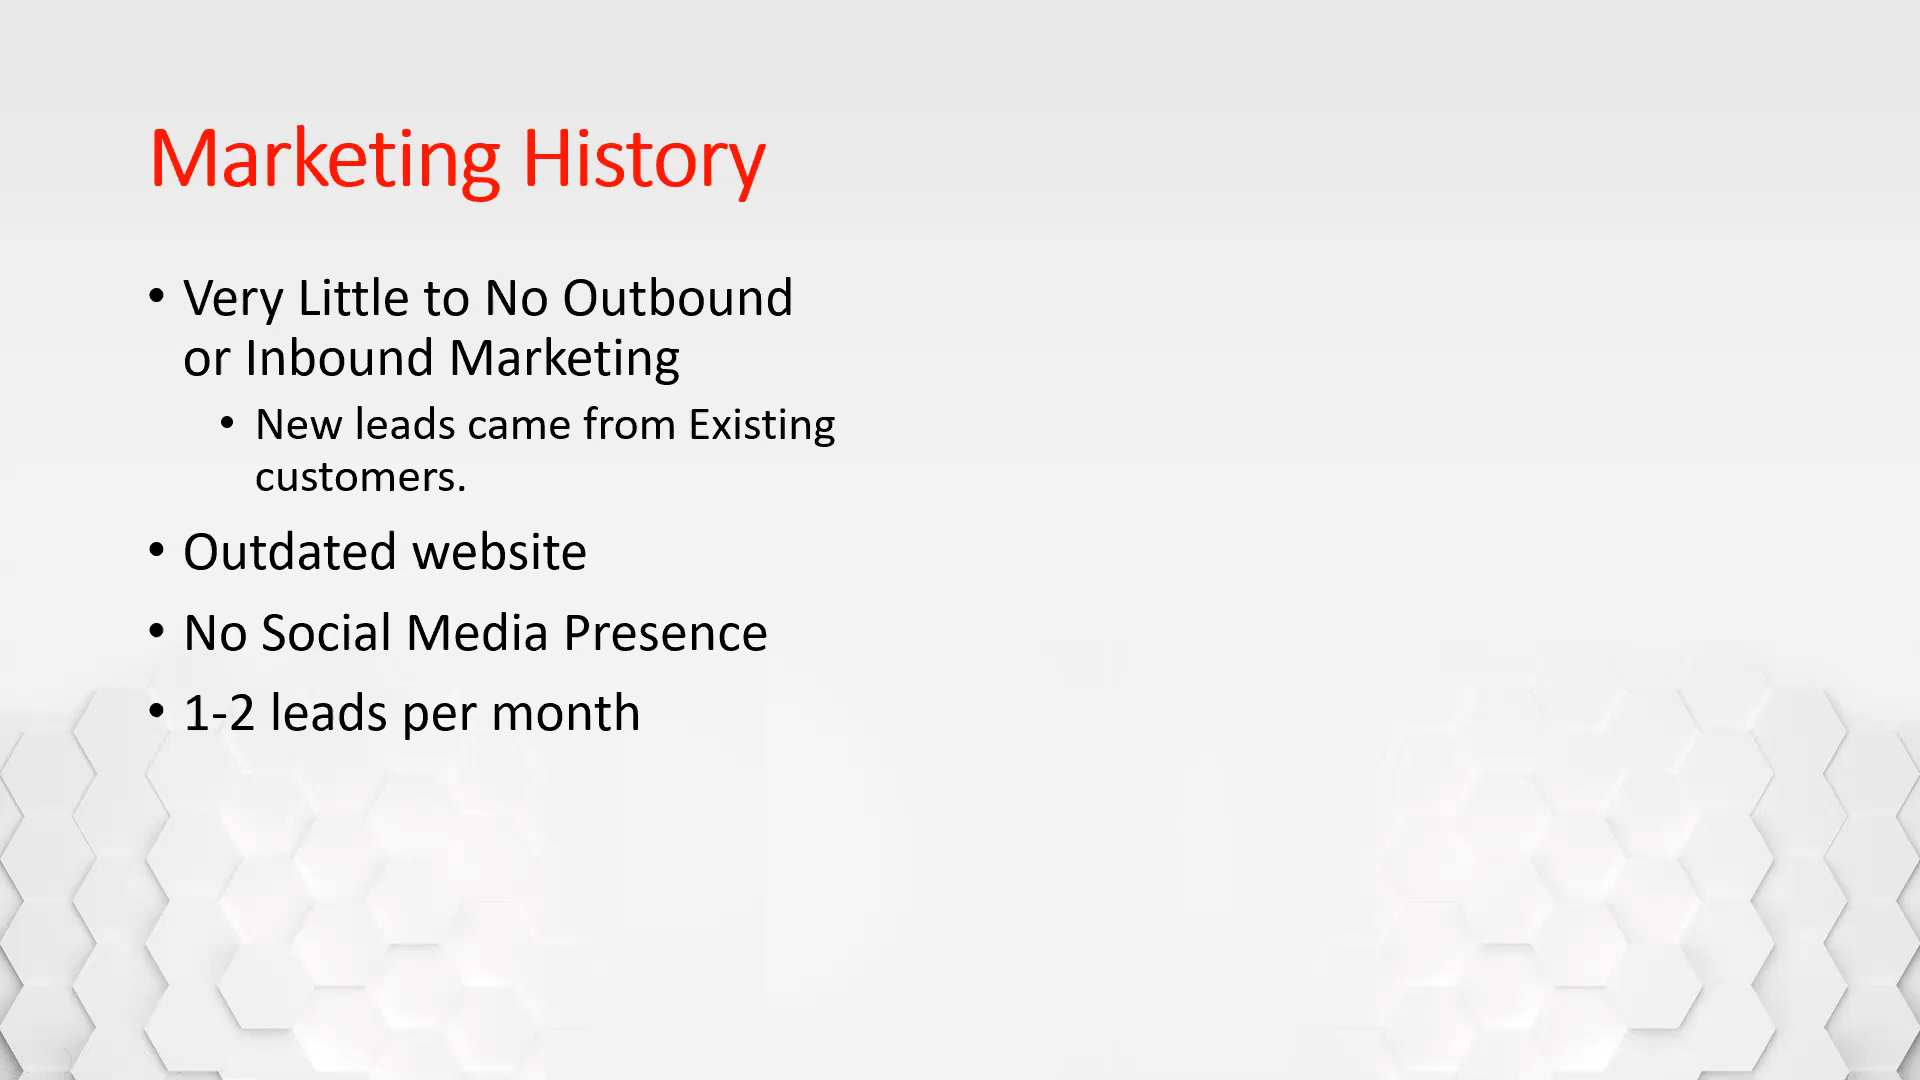 Marketing History
• Very Little to No Outbound
or Inbound Marketing
• New leads came from Existing
customers.
• Outdated website
• No Social Media Presence
• 1-2 leads per month